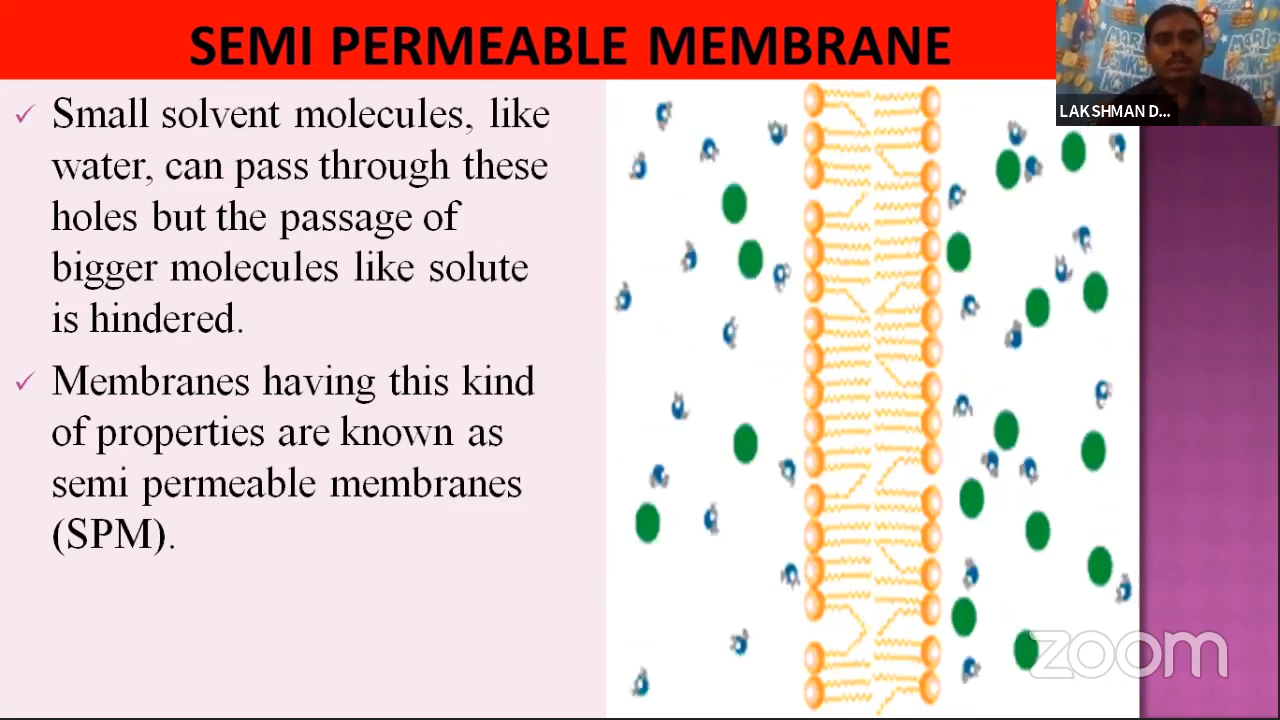 SEMI PERMEABLE MEMBRANE
LAKSHMAN D...
✓ Small solvent molecules, like
water, can pass through these
holes but the passage of
bigger molecules like solute
is hindered.
✓ Membranes having this kind
of properties are known as
semi permeable membranes
(SPM).
zoom